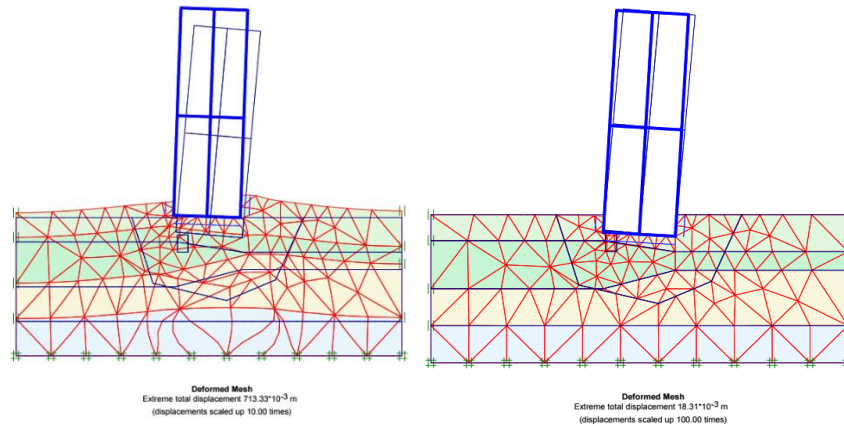 Deformed Mesh
Extreme total displacement 713.33*10-3 m
(displacements scaled up 10.00 times)
Deformed Mesh
Extreme total displacement 18.31*10-3 m
(displacements scaled up 100.00 times)